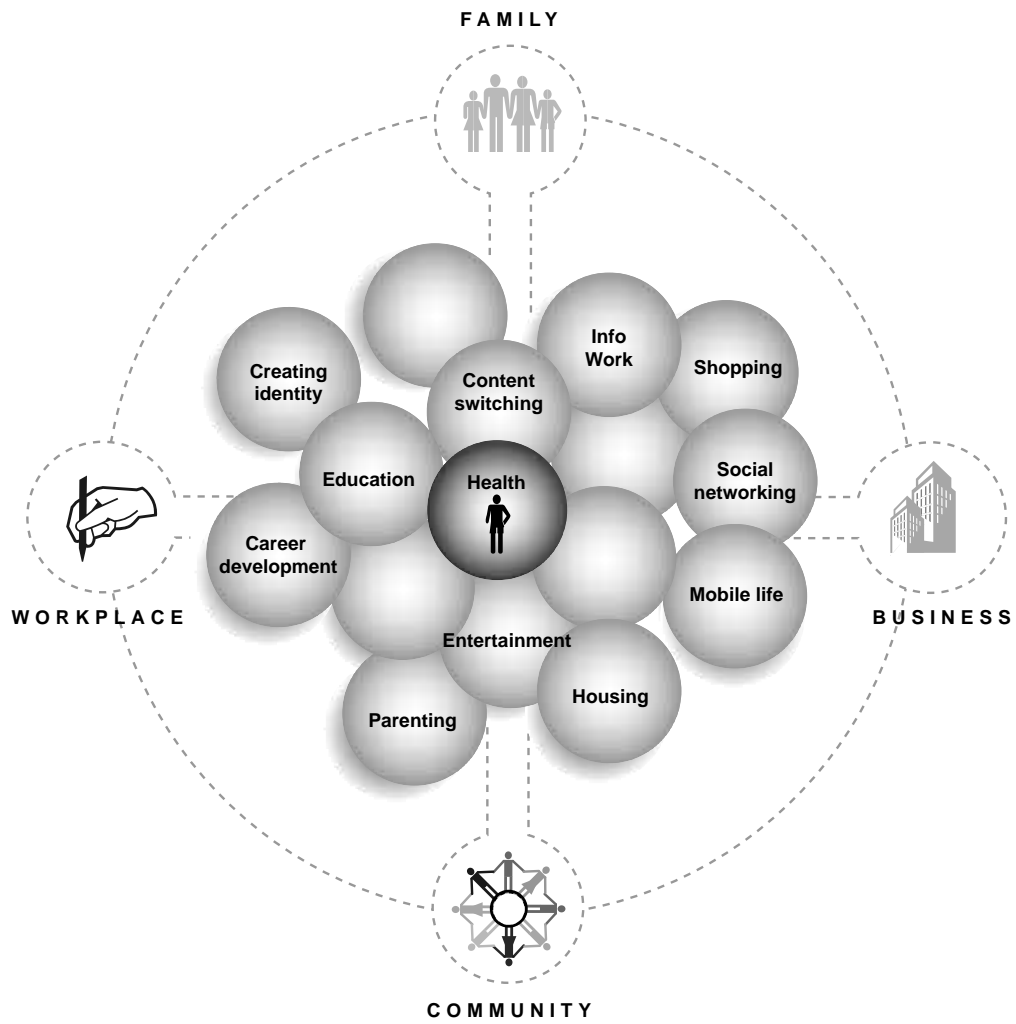 FAMILY
Info
Work
Shopping
Creating
identity
Content
switching
Education
Health
Social
networking
Career
development
Mobile life
WORKPLACE
BUSINESS
Entertainment
Housing
Parenting
COMMUNITY